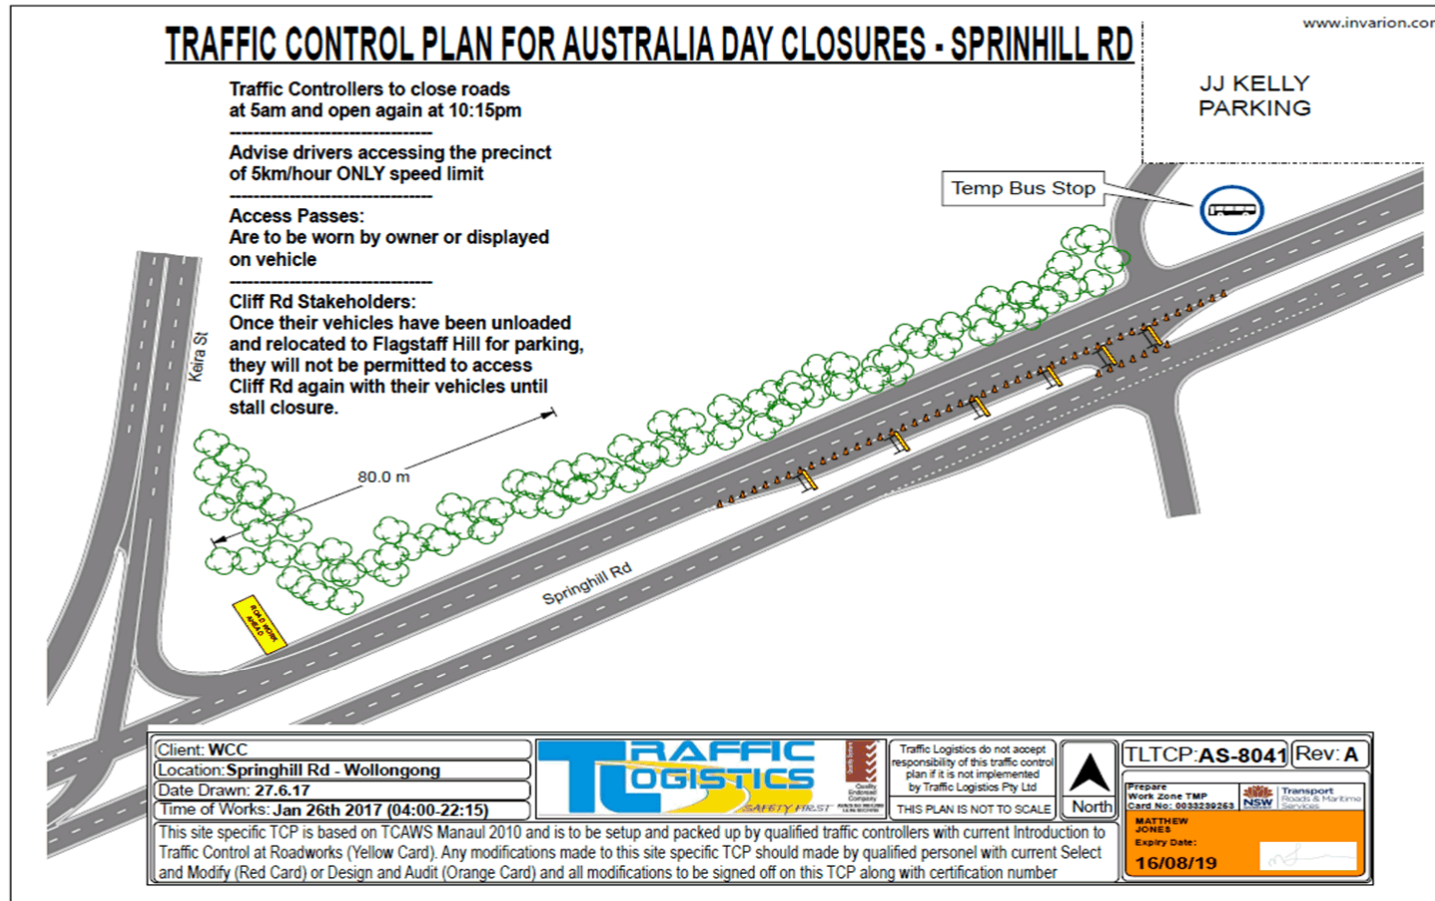 www.invarion.com
TRAFFIC CONTROL PLAN FOR AUSTRALIA DAY CLOSURES - SPRINHILL RD
JJ KELLY
PARKING
Traffic Controllers to close roads
at 5am and open again at 10:15pm
----------------------------------
Advise drivers accessing the precinct
of 5km/hour ONLY speed limit
----------------------------------
Access Passes:
Are to be worn by owner or displayed
on vehicle
----------------------------------
Cliff Rd Stakeholders:
Once their vehicles have been unloaded
and relocated to Flagstaff Hill for parking,
they will not be permitted to access
Cliff Rd again with their vehicles until
stall closure.
Temp Bus Stop
Keira St
80.0 m
ROAD WORK
AHEAD
Springhill Rd
Client: WCC
Location: Springhill Rd - Wollongong
Date Drawn: 27.6.17
Time of Works: Jan 26th 2017 (04:00-22:15)
TRAFFIC
LOGISTICS
SAFETY FIRST
Quality
Endorsed
Company
Traffic Logistics do not accept
responsibility of this traffic control
plan if it is not implemented
by Traffic Logistics Pty Ltd
THIS PLAN IS NOT TO SCALE
North
TLTCP: AS-8041
Rev: A
Prepare
Work Zone TMP
Card No: 0033239263
NSW
Transport
Roads & Maritime
Services
MATTHEW
JONES
Expiry Date:
16/08/19
This site specific TCP is based on TCAWS Manaul 2010 and is to be setup and packed up by qualified traffic controllers with current Introduction to
Traffic Control at Roadworks (Yellow Card). Any modifications made to this site specific TCP should made by qualified personel with current Select
and Modify (Red Card) or Design and Audit (Orange Card) and all modifications to be signed off on this TCP along with certification number